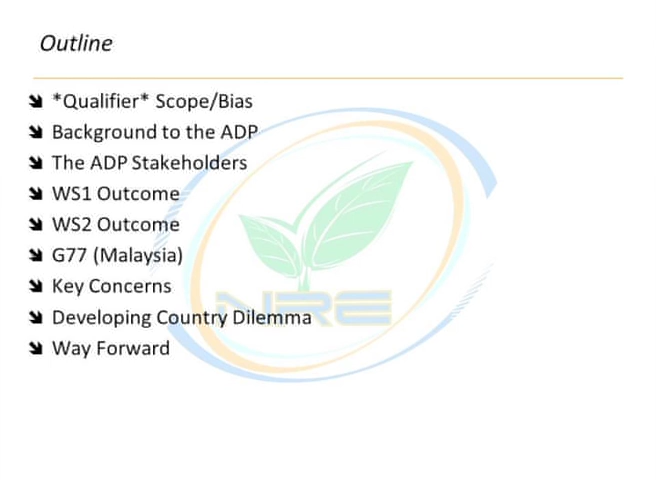 Outline
*Qualifier* Scope/Bias
Background to the ADP
The ADP Stakeholders
WS1 Outcome
WS2 Outcome
G77 (Malaysia)
Key Concerns
NRE
Developing Country Dilemma
Way Forward